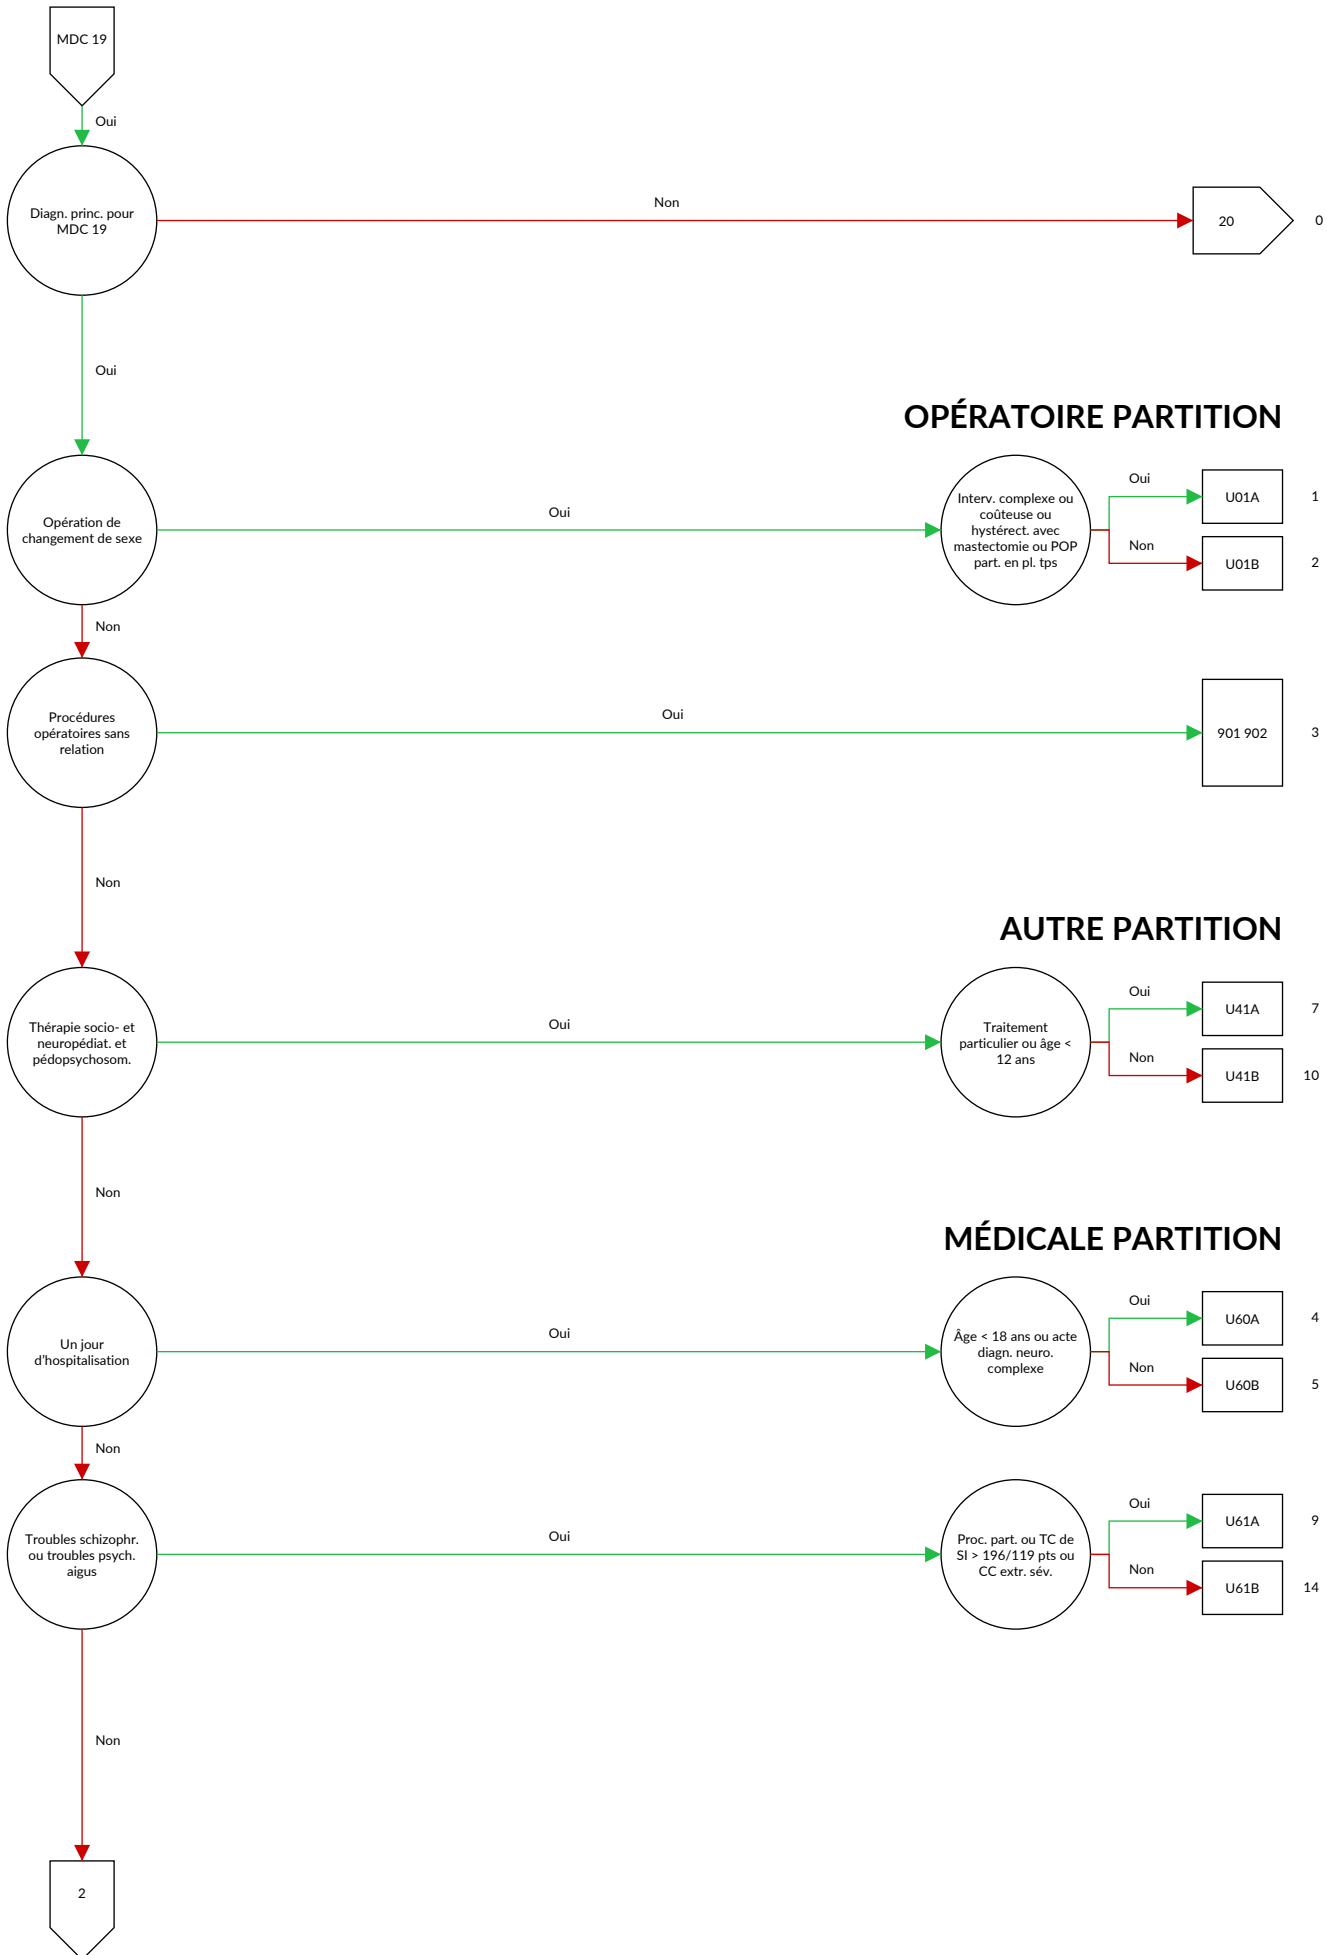 MDC 19
Oui
Diagn. princ. pour
MDC 19
Non
20
0
Oui
OPÉRATOIRE PARTITION
Opération de
changement de sexe
Oui
Interv. complexe ou
coûteuse ou
hystérect. avec
mastectomie ou POP
part. en pl. tps
Oui
U01A
1
Non
U01B
2
Non
Procédures
opératoires sans
relation
Oui
901 902
3
Non
AUTRE PARTITION
Thérapie socio- et
neuropédiat. et
pédopsychosom.
Oui
Traitement
particulier ou âge <
12 ans
Oui
U41A
7
Non
U41B
10
Non
MÉDICALE PARTITION
Un jour
d'hospitalisation
Oui
Âge < 18 ans ou acte
diagn. neuro.
complexe
Oui
U60A
4
Non
U60B
5
Non
Troubles schizophr.
ou troubles psych.
aigus
Oui
Proc. part. ou TC de
SI > 196/119 pts ou
CC extr. sév.
Oui
U61A
9
Non
U61B
14
Non
2